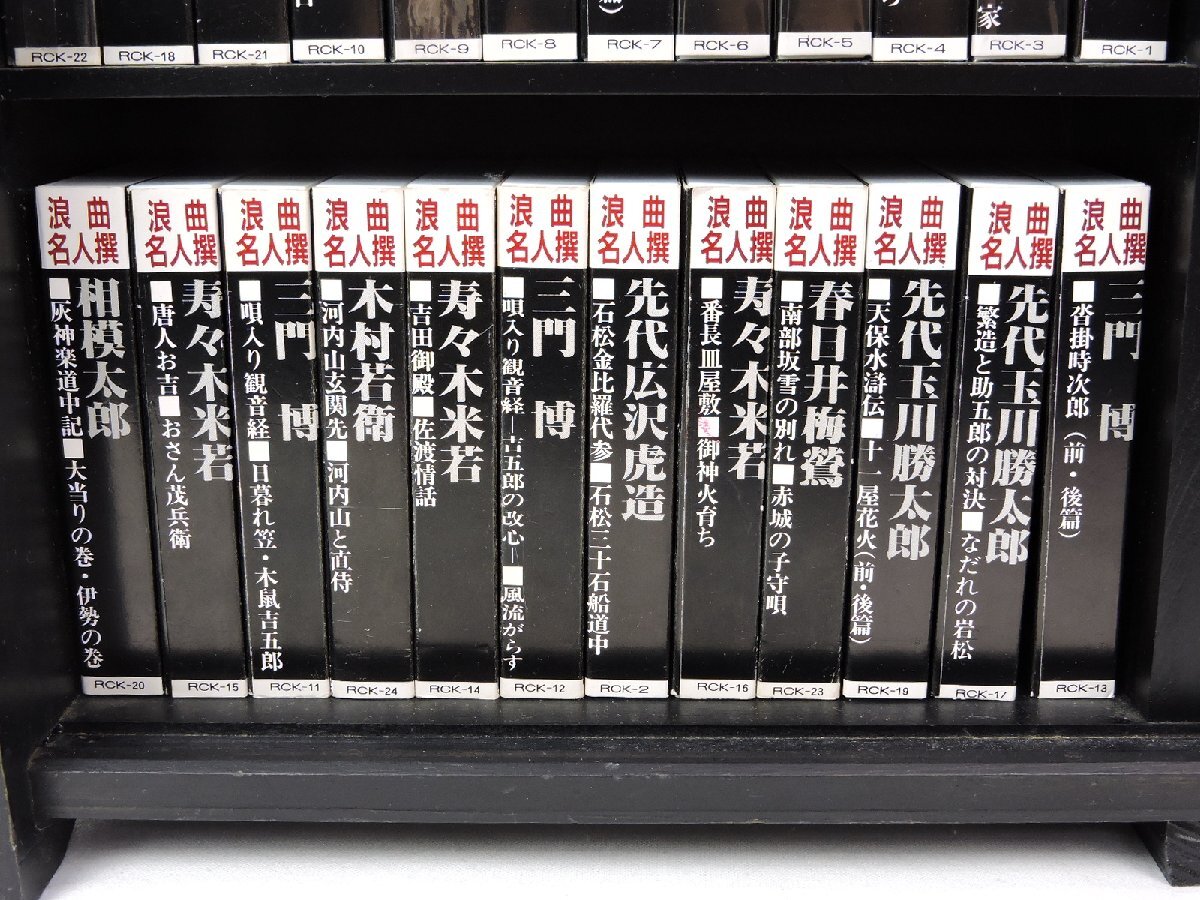 RCK-22
RCK-18
RCK-21
RCK-10
RCK-9
RCK-8
RCK-7
RCK-6
RCK-5
RCK-4
家
RCK-3
RCK-1
浪曲
名人撰
相模太郎
■灰神楽道中記■大当りの巻・伊勢の巻
RCK-20
浪曲
名人撰
寿々木米若
■唐人お吉■おさん茂兵衛
RCK-15
浪曲
名人撰
三門 博
■唄入り観音経■日暮れ笠・木鼠吉五郎
RCK-11
浪曲
名人撰
木村若衛
■河内山玄関先■河内山と直侍
RCK-24
浪曲
名人撰
寿々木米若
■吉田御殿■佐渡情話
RCK-14
浪曲
名人撰
三門 博
■唄入り観音経―吉五郎の改心―■風流がらす
RCK-12
浪曲
名人撰
先代広沢虎造
■石松金比羅代参■石松三十石船道中
RCK-2
浪曲
名人撰
寿々木米若
■番長皿屋敷■御神火育ち
RCK-16
浪曲
名人撰
春日井梅鶯
■南部坂雪の別れ■赤城の子守唄
RCK-23
浪曲
名人撰
先代玉川勝太郎
■天保水滸伝■十一屋花火(前・後篇)
RCK-19
浪曲
名人撰
先代玉川勝太郎
■繁造と助五郎の対決■なだれの岩松
RCK-17
浪曲
名人撰
三門 博
■沓掛時次郎(前・後篇)
RCK-13